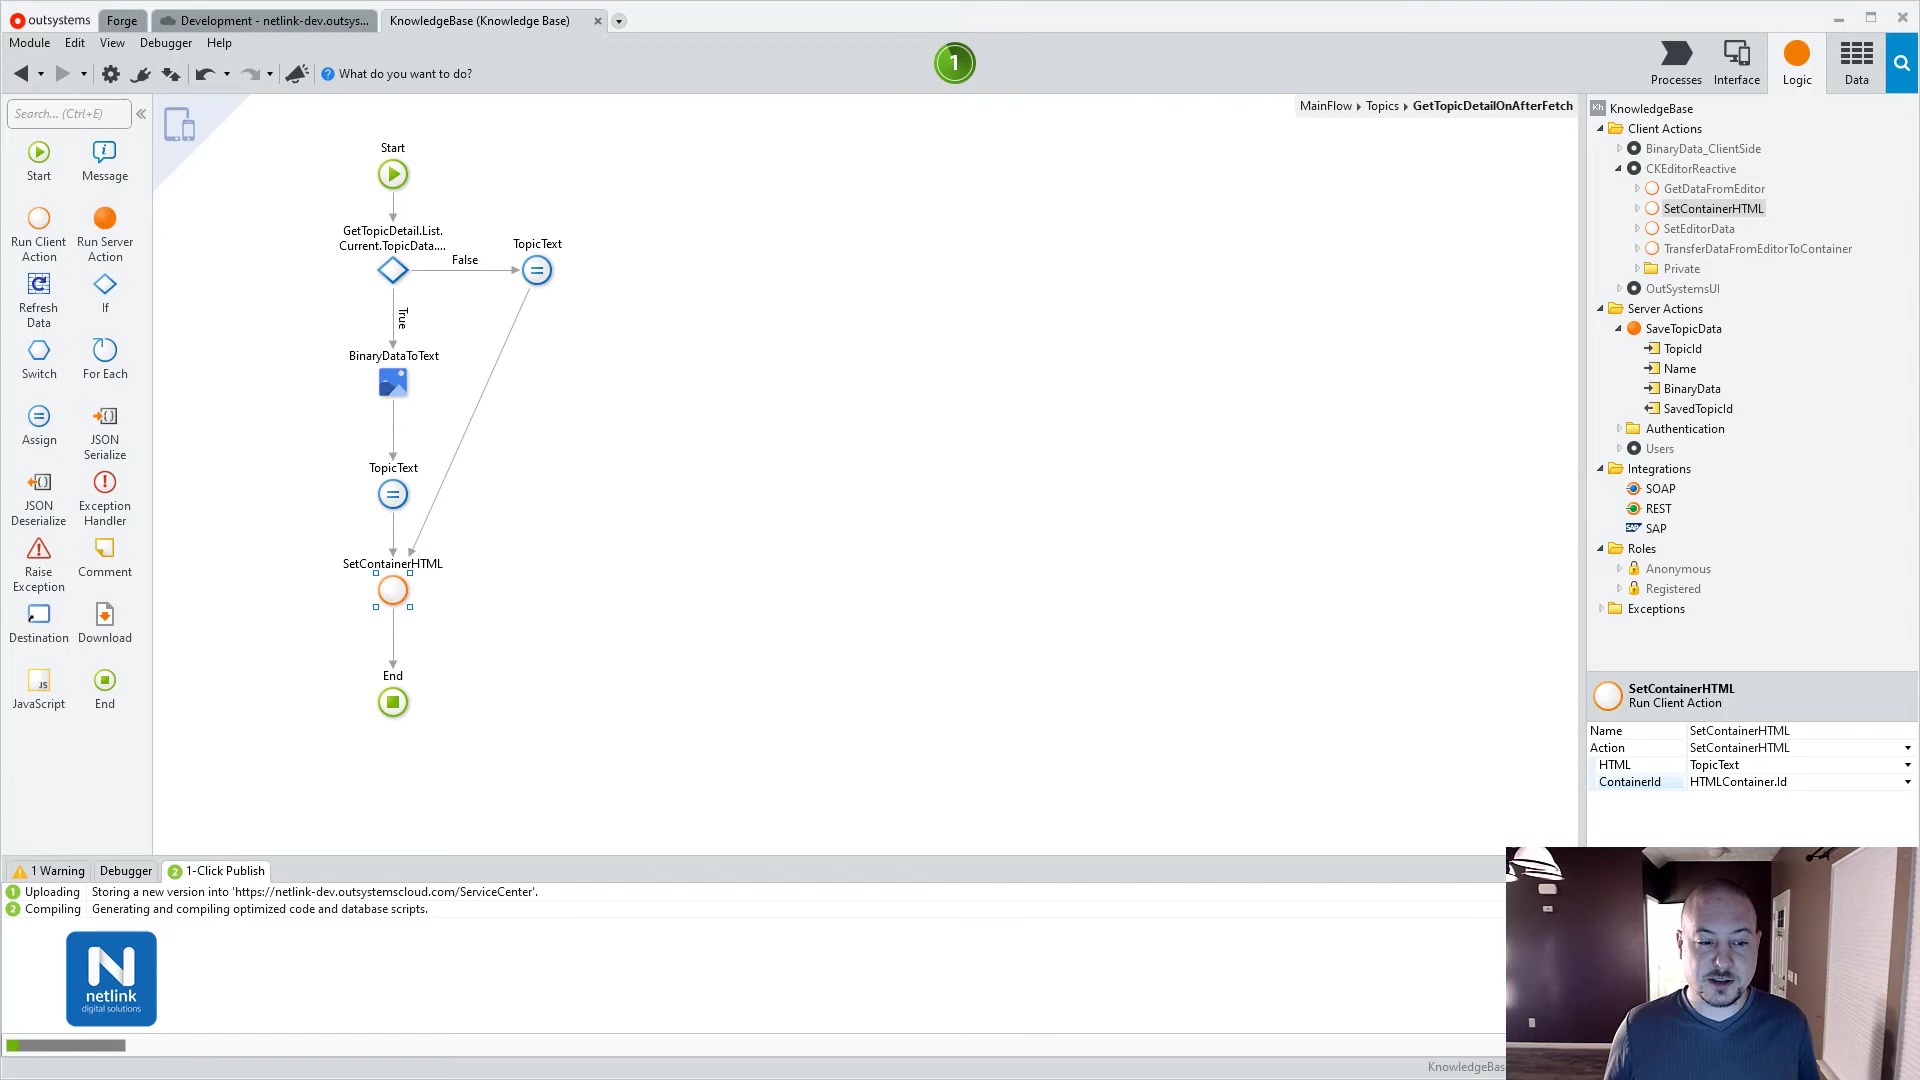 outsystems
Forge
Development - netlink-dev.outsys...
KnowledgeBase (Knowledge Base)
Module
Edit
View
Debugger
Help
What do you want to do?
1
Processes
Interface
Logic
Data
Search... (Ctrl+E)
Start
Message
Run Client
Action
Run Server
Action
Refresh
Data
If
Switch
For Each
Assign
JSON
Serialize
JSON
Deserialize
Exception
Handler
Raise
Exception
Comment
Destination
Download
JS
JavaScript
End
MainFlow
Topics
GetTopicDetailOnAfterFetch
Start
GetTopicDetail.List.
Current.TopicData....
False
TopicText
True
BinaryDataToText
TopicText
SetContainerHTML
End
Kn KnowledgeBase
Client Actions
BinaryData_ClientSide
CKEditorReactive
GetDataFromEditor
SetContainerHTML
SetEditorData
TransferDataFromEditorToContainer
Private
OutSystemsUI
Server Actions
SaveTopicData
TopicId
Name
BinaryData
SavedTopicId
Authentication
Users
Integrations
SOAP
REST
SAP SAP
Roles
Anonymous
Registered
Exceptions
SetContainerHTML
Run Client Action
Name SetContainerHTML
Action SetContainerHTML
HTML TopicText
ContainerId HTMLContainer.Id
1 Warning
Debugger
2 1-Click Publish
1 Uploading Storing a new version into 'https://netlink-dev.outsystemscloud.com/ServiceCenter'.
2 Compiling Generating and compiling optimized code and database scripts.
N
netlink
digital solutions
KnowledgeBas